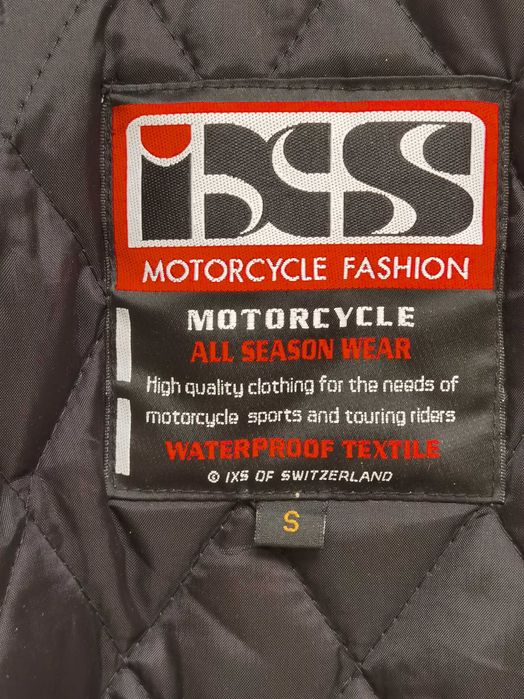 iXS
MOTORCYCLE FASHION
MOTORCYCLE
ALL SEASON WEAR
High quality clothing for the needs of
motorcycle sports and touring riders
WATERPROOF TEXTILE
© IXS OF SWITZERLAND
S